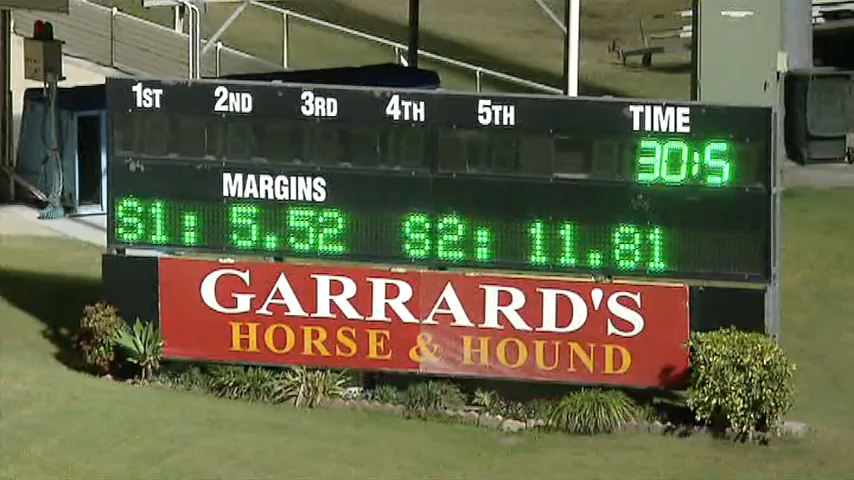 1ST 2ND 3RD 4TH 5TH TIME
30:5
MARGINS
S1: 5.52 S2: 11.81
GARRARD'S
HORSE & HOUND